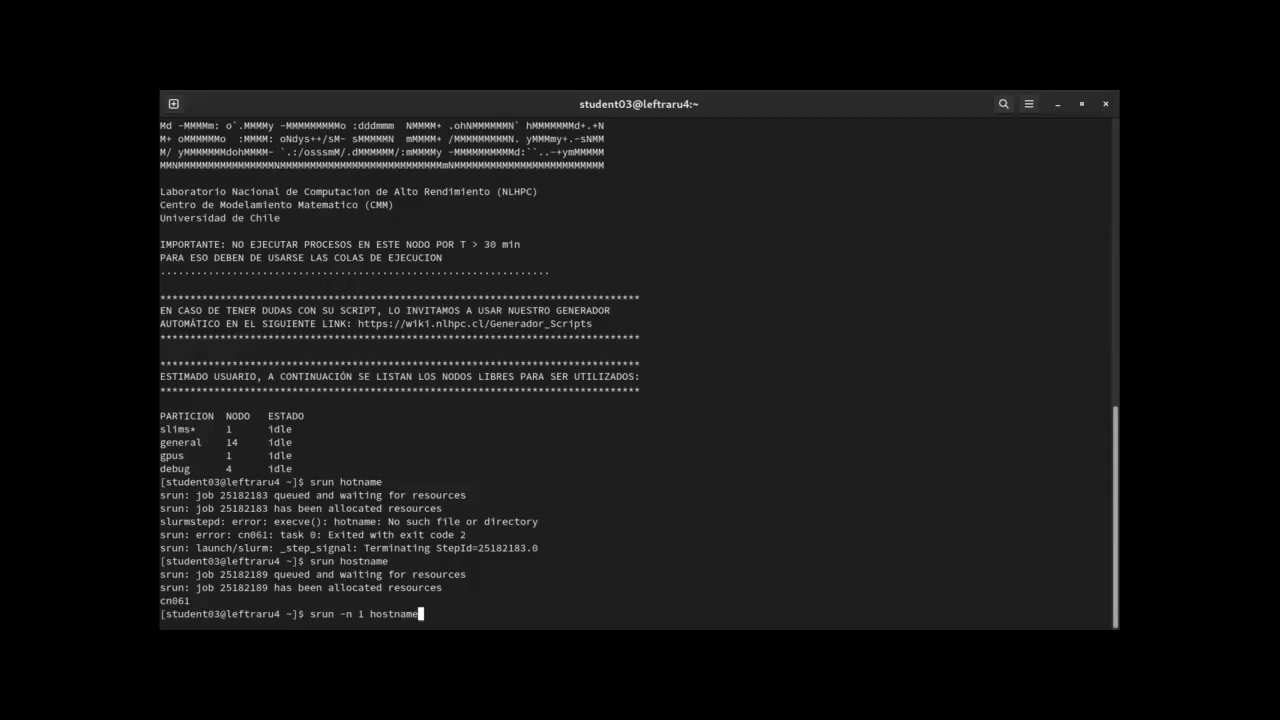 student03@leftraru4:~
Md -MMMMm: o`.MMMMy -MMMMMMMMMo :dddmmm  NMMMM+ .ohNMMMMMMN` hMMMMMMMd+.+N
M+ oMMMMMMo  :MMMM: oNdys++/sM- sMMMMMN  mMMMM+ /MMMMMMMMN. yMMMmy+.-sNMM
M/ yMMMMMMMdohMMMM- `.:/osssmM/.dMMMMMM/:mMMMMy -MMMMMMMMMMd:``..-+ymMMMMM
MMNMMMMMMMMMMMMMMMMNMMMMMMMMMMMMMMMMMMMMMMMMMMMmNMMMMMMMMMMMMMMMMMMMMMMMMMM
Laboratorio Nacional de Computacion de Alto Rendimiento (NLHPC)
Centro de Modelamiento Matematico (CMM)
Universidad de Chile
IMPORTANTE: NO EJECUTAR PROCESOS EN ESTE NODO POR T > 30 min
PARA ESO DEBEN DE USARSE LAS COLAS DE EJECUCION
.................................................................
********************************************************************************
EN CASO DE TENER DUDAS CON SU SCRIPT, LO INVITAMOS A USAR NUESTRO GENERADOR
AUTOMÁTICO EN EL SIGUIENTE LINK: https://wiki.nlhpc.cl/Generador_Scripts
********************************************************************************
********************************************************************************
ESTIMADO USUARIO, A CONTINUACIÓN SE LISTAN LOS NODOS LIBRES PARA SER UTILIZADOS:
********************************************************************************
PARTICION  NODO   ESTADO
slims*     1      idle
general    14     idle
gpus       1      idle
debug      4      idle
[student03@leftraru4 ~]$ srun hotname
srun: job 25182183 queued and waiting for resources
srun: job 25182183 has been allocated resources
slurmstepd: error: execve(): hotname: No such file or directory
srun: error: cn061: task 0: Exited with exit code 2
srun: launch/slurm: _step_signal: Terminating StepId=25182183.0
[student03@leftraru4 ~]$ srun hostname
srun: job 25182189 queued and waiting for resources
srun: job 25182189 has been allocated resources
cn061
[student03@leftraru4 ~]$ srun -n 1 hostname